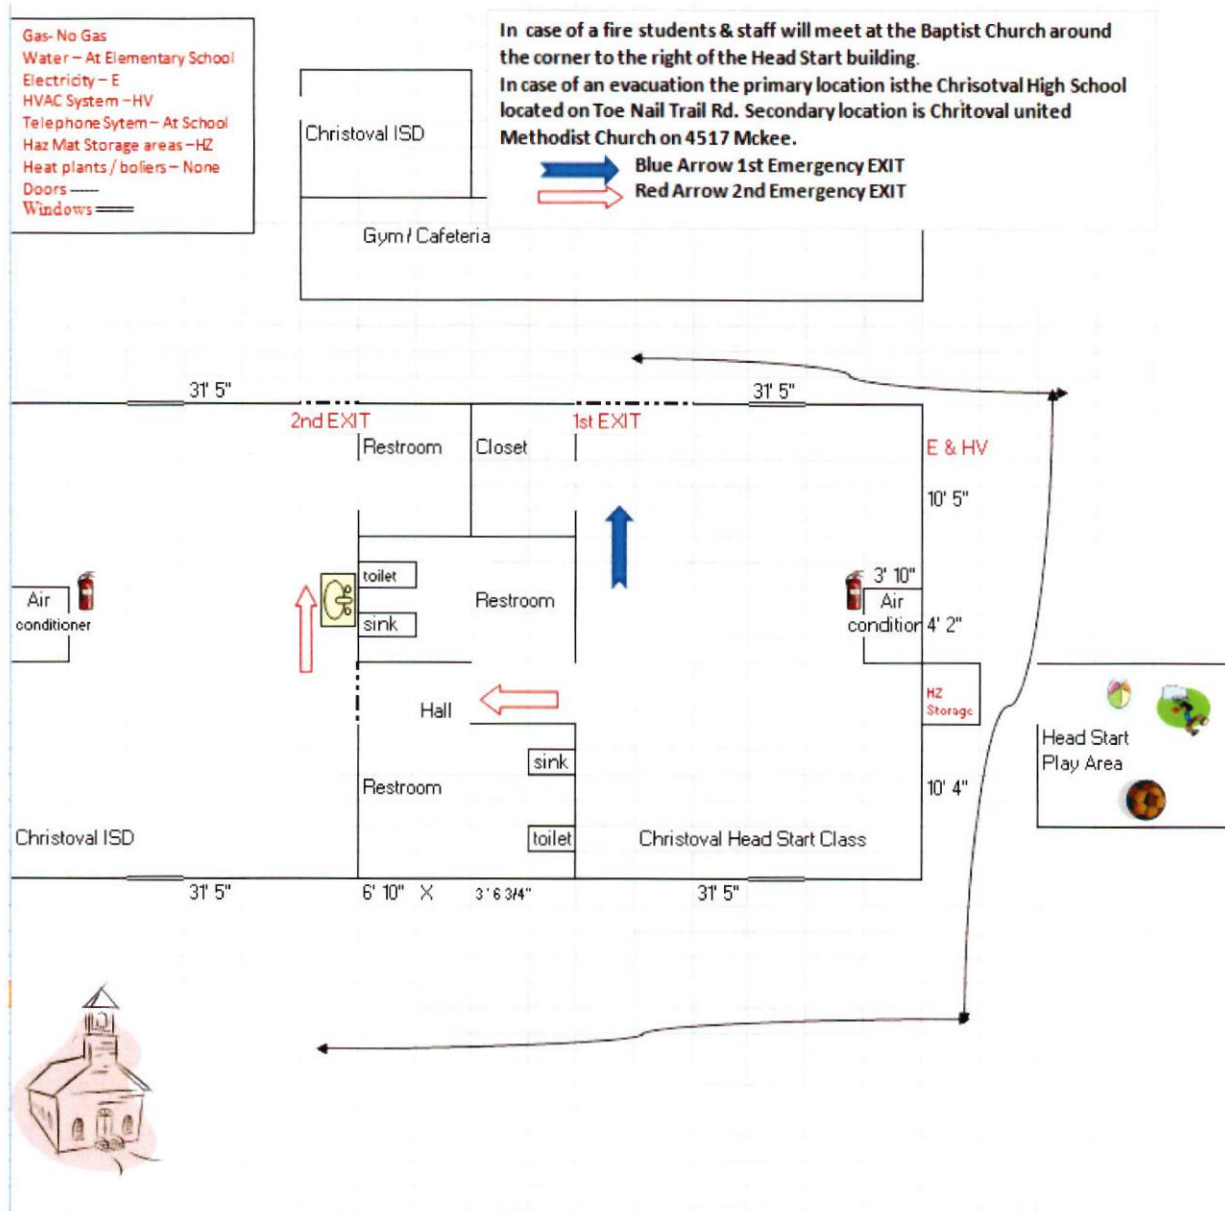 Gas- No Gas
Water – At Elementary School
Electricity – E
HVAC System –HV
Telephone Sytem – At School
Haz Mat Storage areas –HZ
Heat plants / boliers – None
Doors
Windows
In case of a fire students & staff will meet at the Baptist Church around
the corner to the right of the Head Start building.
In case of an evacuation the primary location isthe Chrisotval High School
located on Toe Nail Trail Rd. Secondary location is Chritoval united
Methodist Church on 4517 Mckee.
Blue Arrow 1st Emergency EXIT
Red Arrow 2nd Emergency EXIT
Christoval ISD
Gym / Cafeteria
31' 5"
31' 5"
2nd EXIT
1st EXIT
Restroom
Closet
E & HV
10' 5"
toilet
sink
Restroom
3' 10"
Air
conditioner
Air
condition
4' 2"
Hall
HZ
Storage
Head Start
Play Area
sink
Restroom
10' 4"
toilet
Christoval ISD
Christoval Head Start Class
31' 5"
6' 10" X
3 ' 6 3/4"
31' 5"